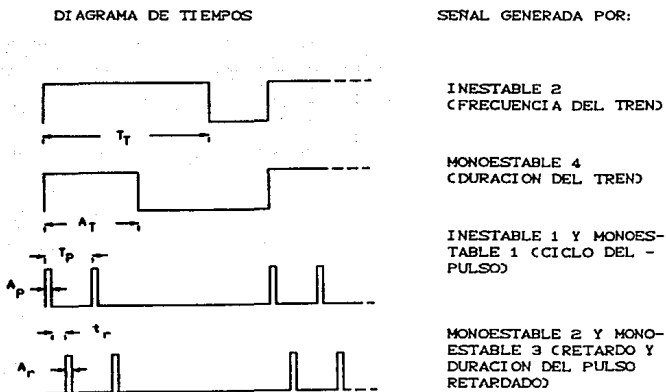 DIAGRAMA DE TIEMPOS
SEÑAL GENERADA POR:
INESTABLE 2
(FRECUENCIA DEL TREN)
T_T
MONOESTABLE 4
(DURACION DEL TREN)
A_T
INESTABLE 1 Y MONOES-
TABLE 1 (CICLO DEL -
PULSO)
T_P
A_P
MONOESTABLE 2 Y MONO-
ESTABLE 3 (RETARDO Y
DURACION DEL PULSO
RETARDADO)
t_r
A_r